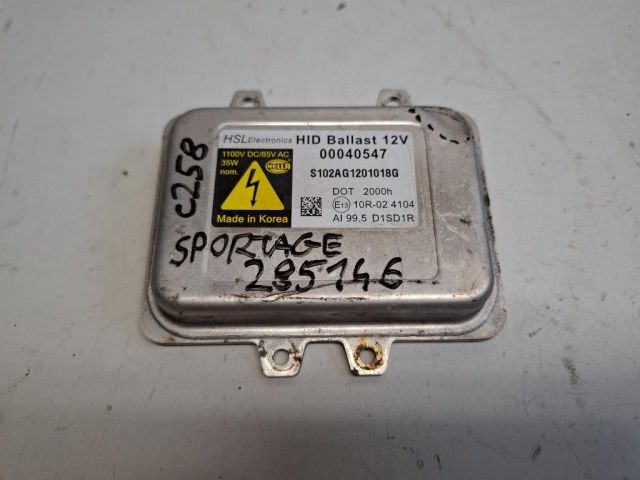 HSL Electronics HID Ballast 12V
1100V DC/85V AC
35W
nom.
HELLA
00040547
S102AG1201018G
DOT 2000h
E13 10R-02 4104
AI 99,5 D1SD1R
Made in Korea
C258
SPORTAGE
285146